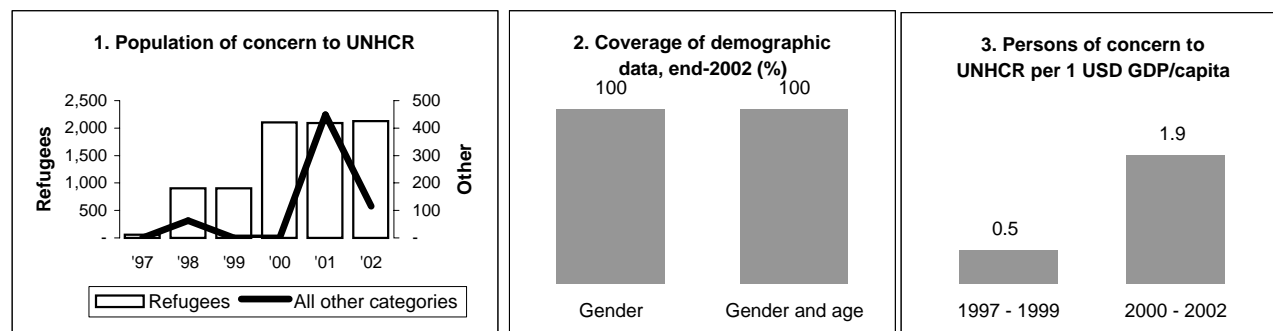 1. Population of concern to UNHCR
2,500
2,000
1,500
1,000
500
-
Refugees
500
400
300
200
100
-
Other
'97 '98 '99 '00 '01 '02
Refugees All other categories
2. Coverage of demographic
data, end-2002 (%)
100 100
Gender Gender and age
3. Persons of concern to
UNHCR per 1 USD GDP/capita
0.5
1.9
1997 - 1999 2000 - 2002